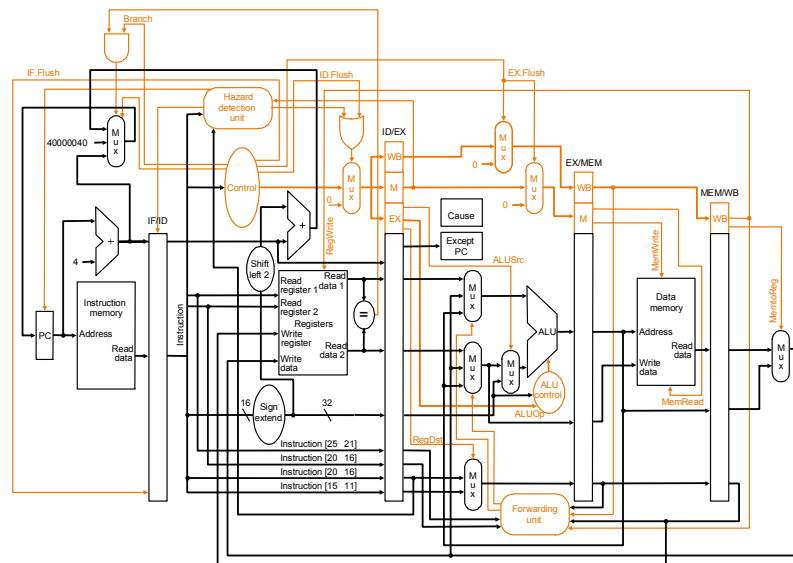 Branch
IF.Flush
ID.Flush
EX.Flush
Hazard
detection
unit
ID/EX
M
u
x
40000040
M
u
x
0
WB
M
u
x
0
EX/MEM
Control
M
u
x
0
M
WB
MEM/WB
IF/ID
+
4
+
EX
Cause
M
WB
RegWrite
Except
PC
Shift
left 2
ALUSrc
MemWrite
MemtoReg
Instruction
memory
PC
Address
Read
data
Instruction
Read
register 1
Read
data 1
Read
register 2
Registers
Write
register
Read
data 2
Write
data
=
M
u
x
M
u
x
M
u
x
ALU
Data
memory
Address
Read
data
Write
data
M
u
x
16
Sign
extend
32
ALU
control
ALUOp
MemRead
RegDst
Instruction [25 21]
Instruction [20 16]
Instruction [20 16]
Instruction [15 11]
M
u
x
Forwarding
unit